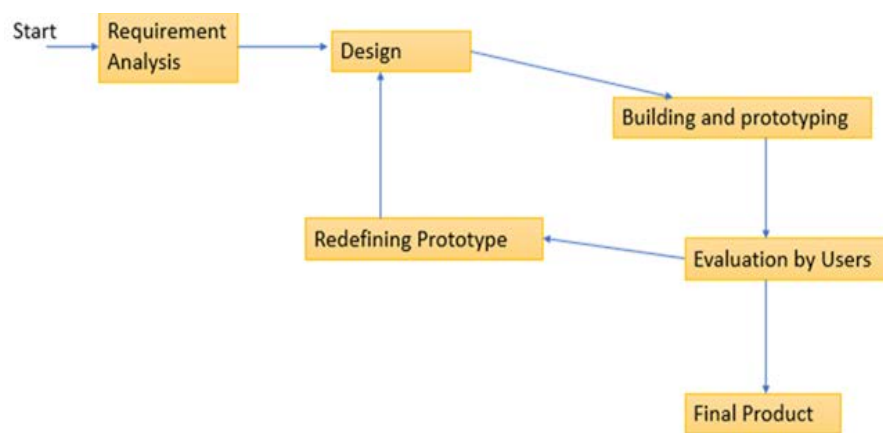 Start
Requirement
Analysis
Design
Building and prototyping
Redefining Prototype
Evaluation by Users
Final Product